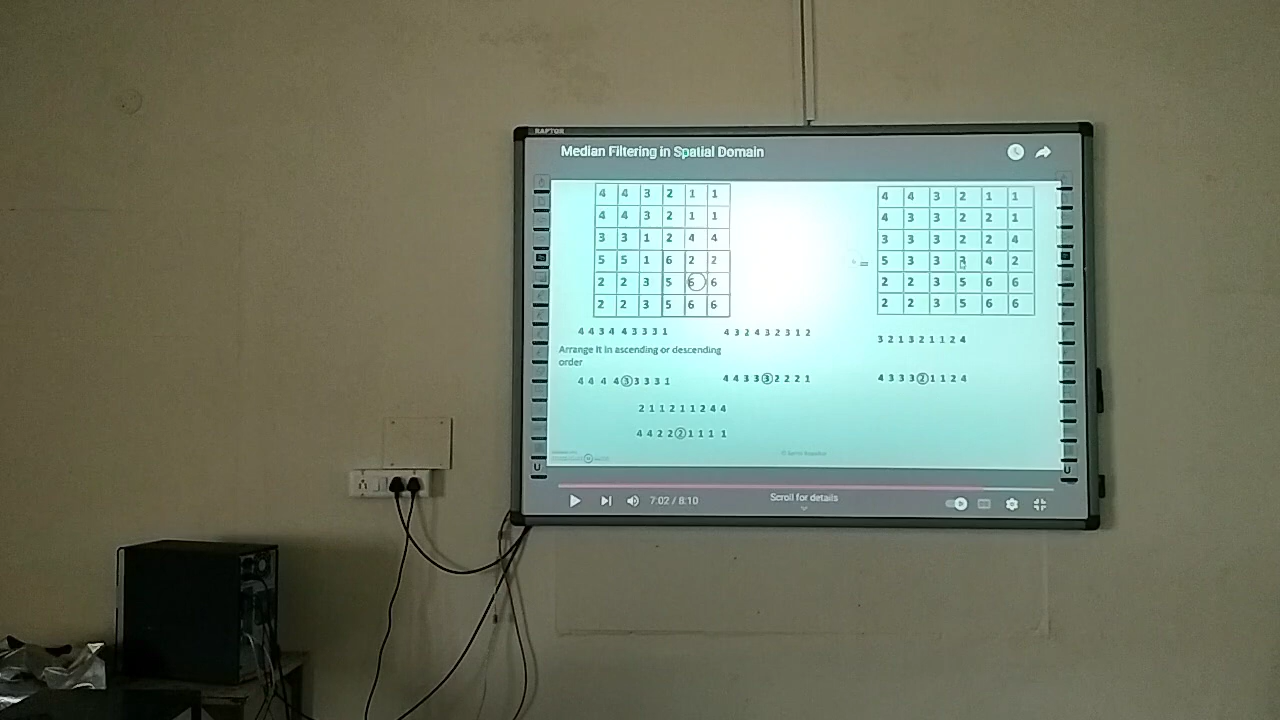 RAPTOR
Median Filtering in Spatial Domain
4 4 3 2 1 1
4 4 3 2 1 1
3 3 1 2 4 4
5 5 1 6 2 2
2 2 3 5 6 6
2 2 3 5 6 6
=
4 4 3 2 1 1
4 3 3 2 2 1
3 3 3 2 2 4
5 3 3 3 4 2
2 2 3 5 6 6
2 2 3 5 6 6
4 4 3 4 4 3 3 3 1
4 3 2 4 3 2 3 1 2
3 2 1 3 2 1 1 2 4
Arrange it in ascending or descending
order
4 4 4 4 3 3 3 3 1
4 4 3 3 3 2 2 2 1
4 3 3 3 2 1 1 2 4
2 1 1 2 1 1 2 4 4
4 4 2 2 2 1 1 1 1
7:02 / 8:10
Scroll for details